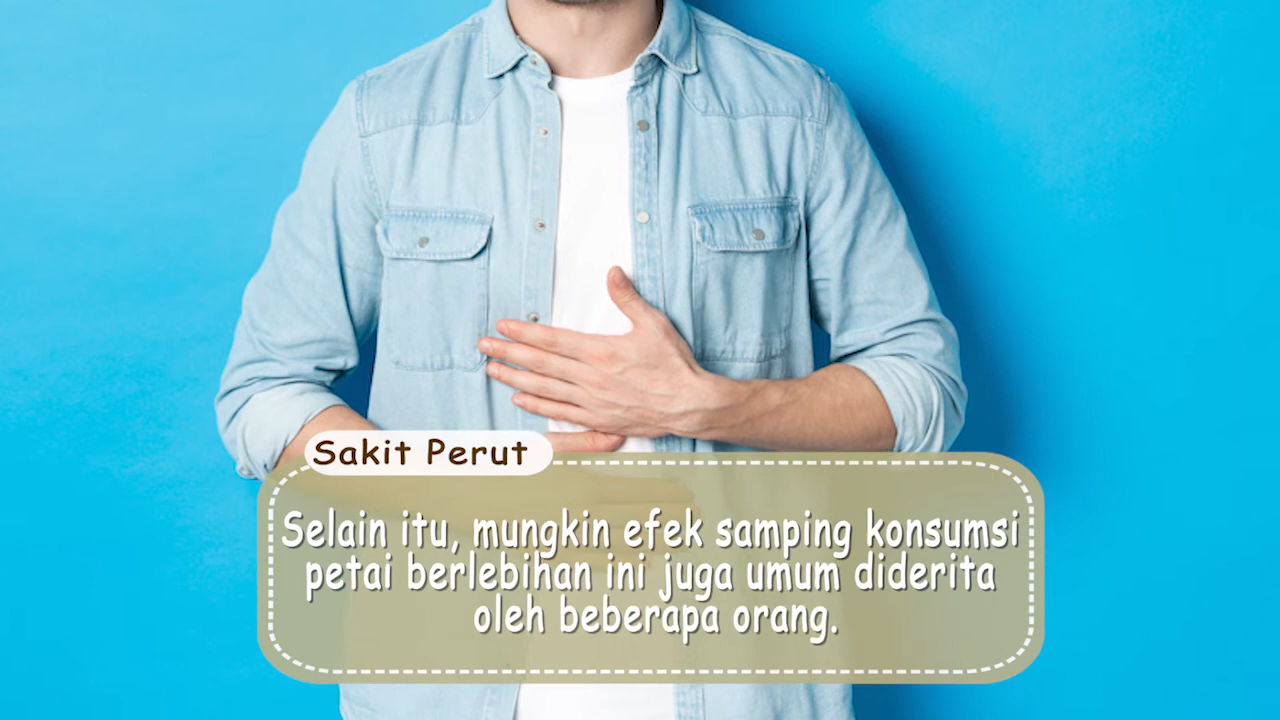 Sakit Perut
Selain itu, mungkin efek samping konsumsi
petai berlebihan ini juga umum diderita
oleh beberapa orang.